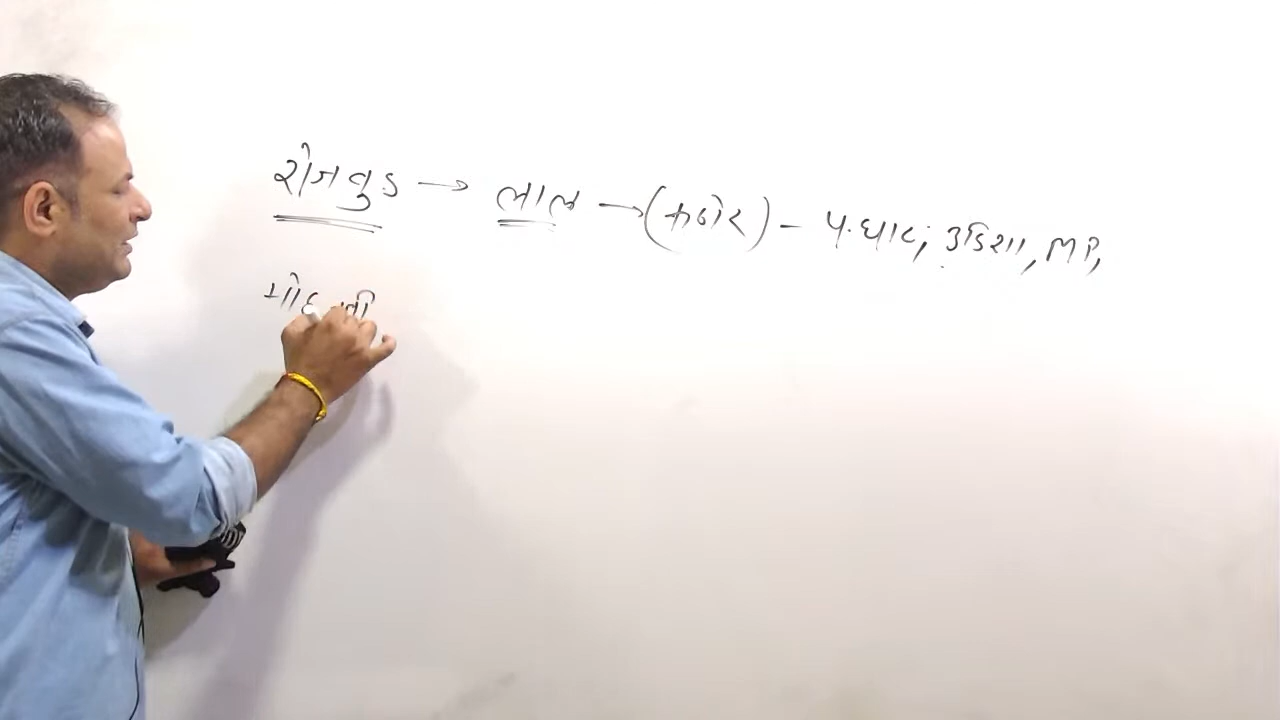 रोजवुड → लाल → (कठोर) – प. घाट, उडिशा, MP,